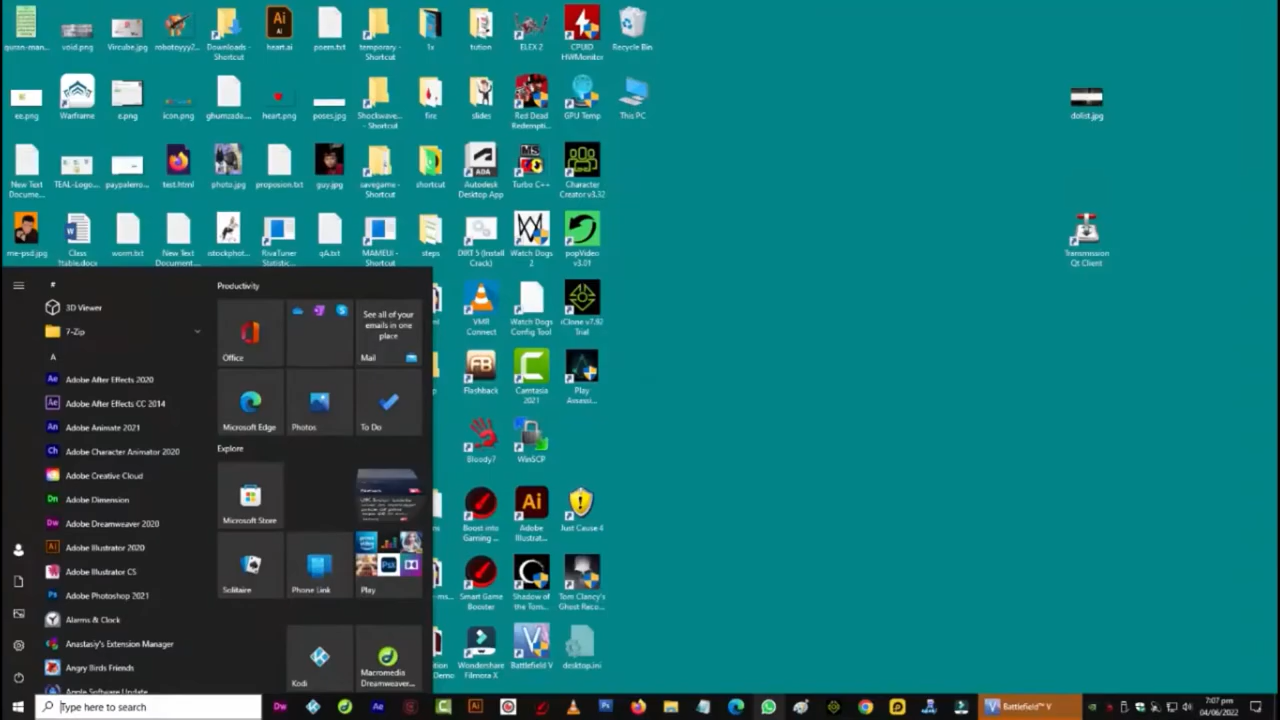 quran-man...
void.png
Vircube.jpg
robotoyyy2...
Downloads -
Shortcut
heart.ai
poem.txt
temporary -
Shortcut
1x
tution
ELEX 2
CPUID
HWMonitor
Recycle Bin
ee.png
Warframe
e.png
icon.png
ghumzada...
heart.png
poses.jpg
Shockwave...
- Shortcut
fire
slides
Red Dead
Redempti...
GPU Temp
This PC
dolist.jpg
New Text
Docume...
TEAL-Logo...
paypalerro...
test.html
photo.jpg
proposion.txt
guy.jpg
savegame -
Shortcut
shortcut
Autodesk
Desktop App
Turbo C++
Character
Creator v3.32
me-psd.jpg
Class
worm.txt
New Text
Document...
istockphot...
RivaTuner
Statistic...
qA.txt
MAMEUI -
Shortcut
steps
DIRT 5 (Install
Crack)
Watch Dogs
2
popVideo
v3.01
Transmission
Qt Client
#
3D Viewer
7-Zip
A
Adobe After Effects 2020
Adobe After Effects CC 2014
Adobe Animate 2021
Adobe Character Animator 2020
Adobe Creative Cloud
Adobe Dimension
Adobe Dreamweaver 2020
Adobe Illustrator 2020
Adobe Illustrator CS
Adobe Photoshop 2021
Alarms & Clock
Anastasiy's Extension Manager
Angry Birds Friends
Apple Software Update
Productivity
Office
See all of your
emails in one
place
Mail
Microsoft Edge
Photos
To Do
Explore
Microsoft Store
Solitaire
Phone Link
Play
Kodi
Macromedia
Dreamweaver...
VMR
Connect
Watch Dogs
Config Tool
iClone v7.92
Trial
Flashback
Camtasia
2021
Play
Assassi...
Bloody7
WinSCP
Boost into
Gaming ...
Adobe
Illustrat...
Just Cause 4
Smart Game
Booster
Shadow of
the Tom...
Tom Clancy's
Ghost Reco...
Wondershare
Filmora X
Battlefield V
desktop.ini
Demo
Type here to search
Battlefield™ V
7:07 pm
04/06/2022